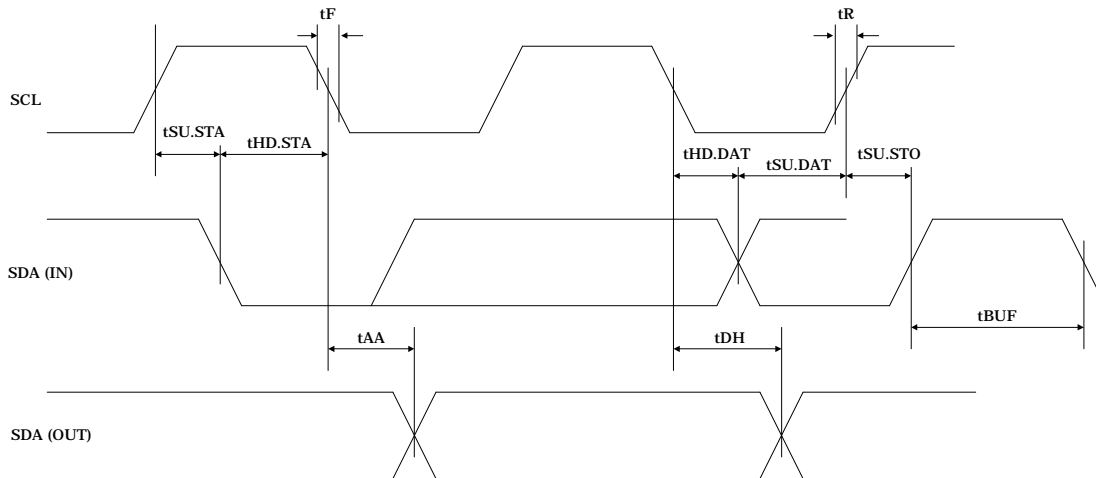 tF
tR
SCL
tSU.STA
tHD.STA
tHD.DAT
tSU.DAT
tSU.STO
SDA (IN)
tBUF
tAA
tDH
SDA (OUT)